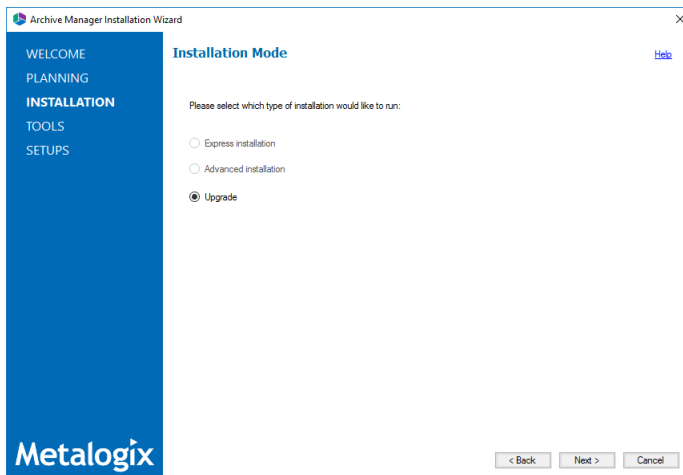 Archive Manager Installation Wizard
WELCOME
PLANNING
INSTALLATION
TOOLS
SETUPS
Installation Mode
Help
Please select which type of installation would like to run:
Express installation
Advanced installation
Upgrade
Metalogix
< Back
Next >
Cancel